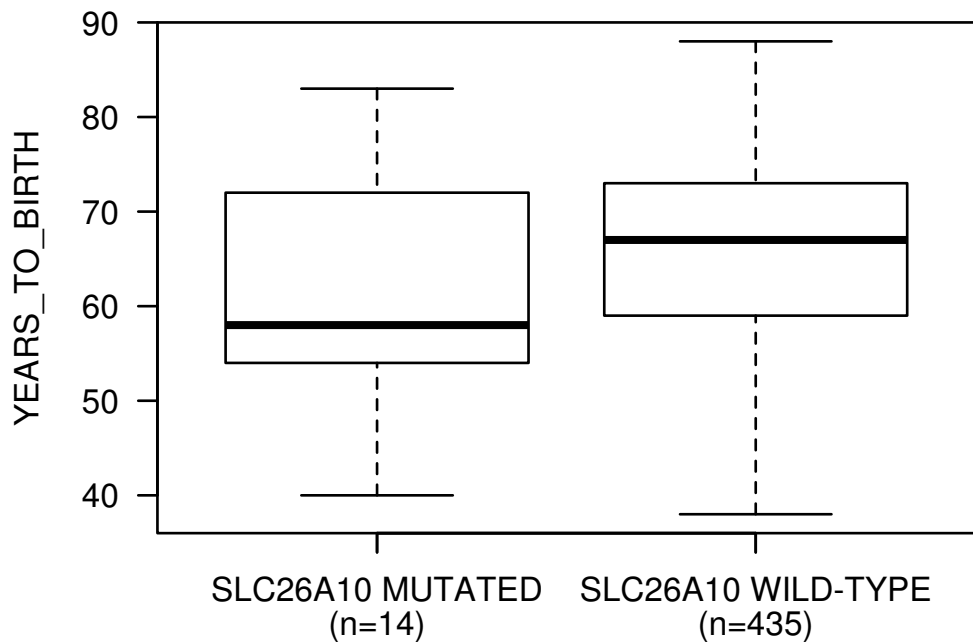 YEARS_TO_BIRTH
90
80
70
60
50
40
SLC26A10 MUTATED
(n=14)
SLC26A10 WILD-TYPE
(n=435)